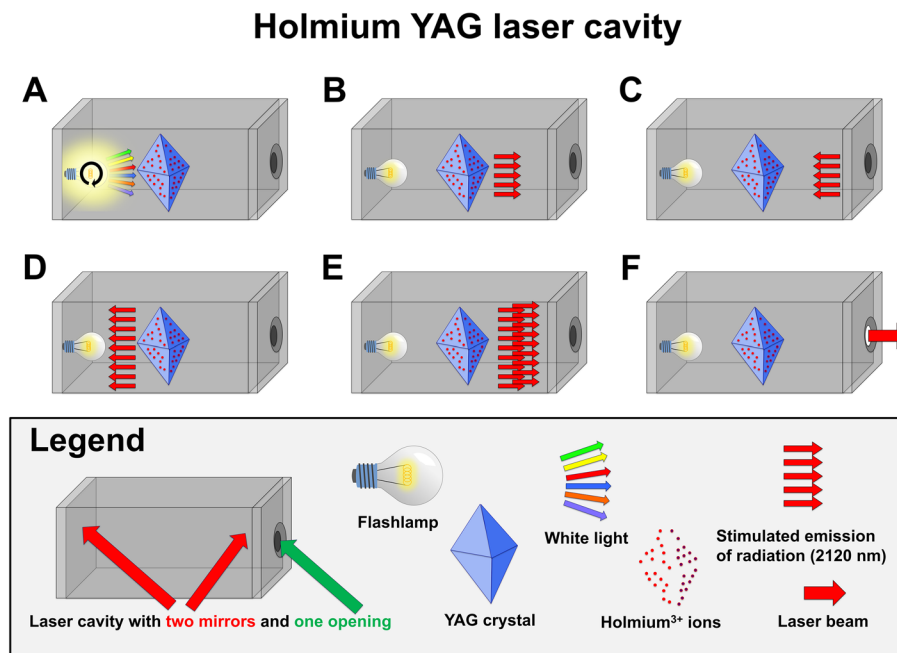 Holmium YAG laser cavity
A
B
C
D
E
F
Legend
Flashlamp
White light
Stimulated emission
of radiation (2120 nm)
Laser cavity with two mirrors and one opening
YAG crystal
Holmium³⁺ ions
Laser beam